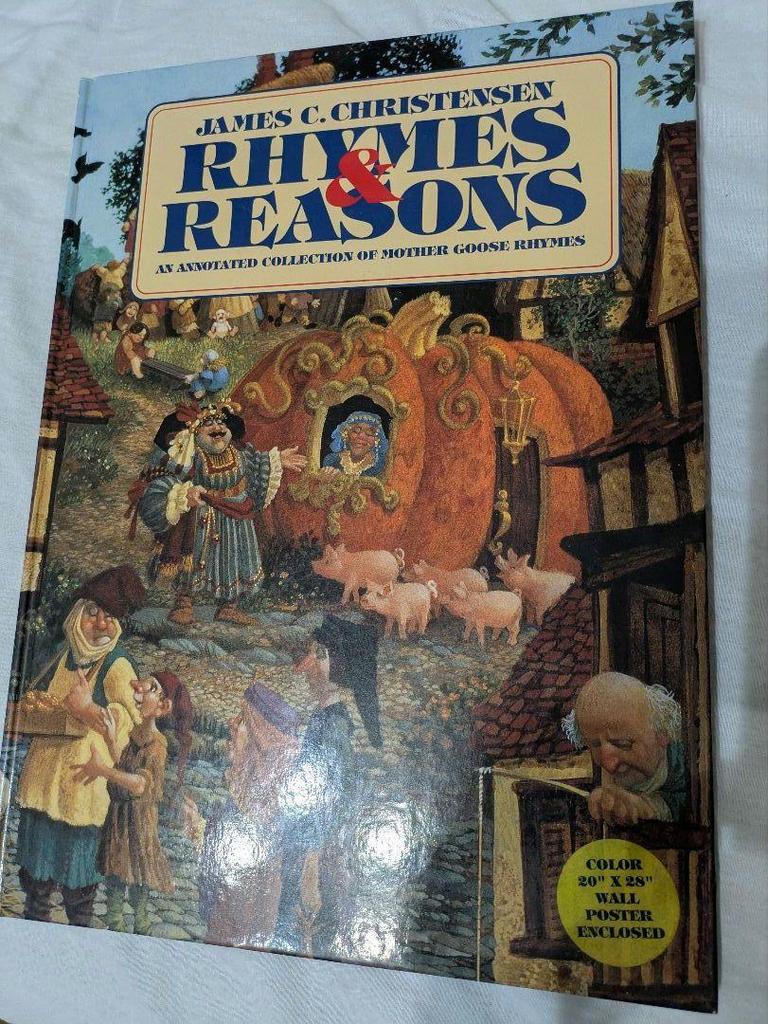 JAMES C. CHRISTENSEN
RHYMES
&
REASONS
AN ANNOTATED COLLECTION OF MOTHER GOOSE RHYMES
COLOR
20" X 28"
WALL
POSTER
ENCLOSED